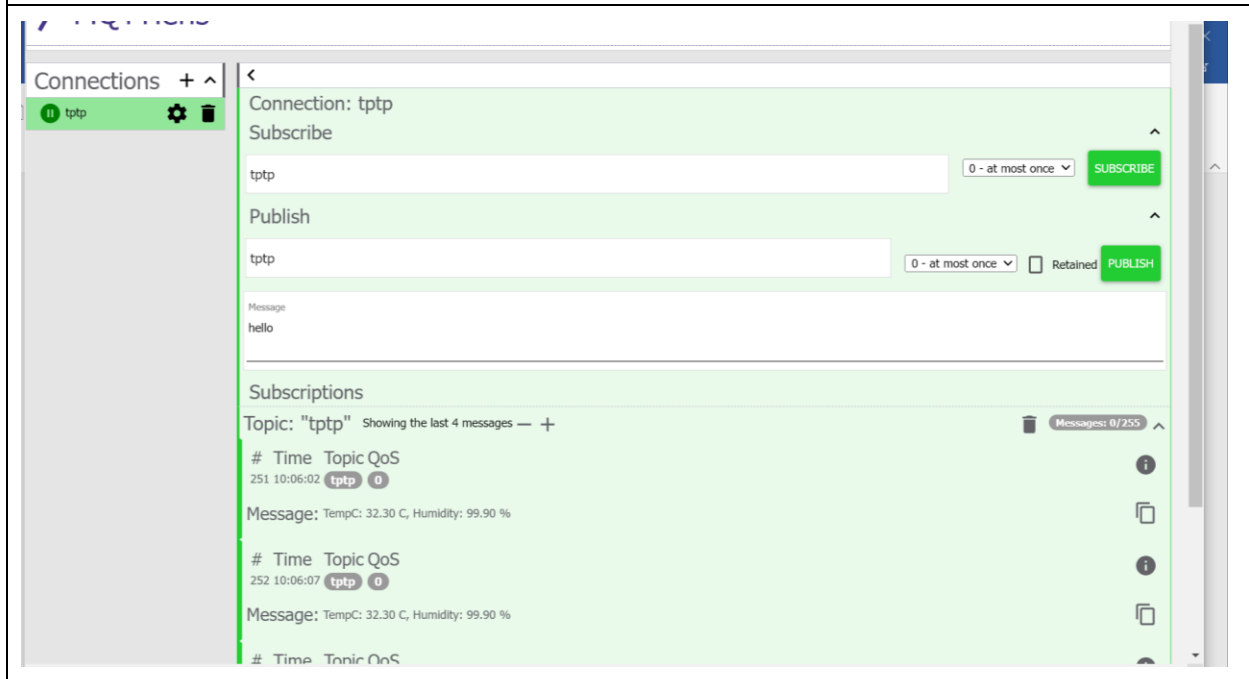 Connections + ^
tptp
<
Connection: tptp
Subscribe
tptp
0 - at most once
SUBSCRIBE
Publish
tptp
0 - at most once
Retained
PUBLISH
Message
hello
Subscriptions
Topic: "tptp" Showing the last 4 messages — +
Messages: 0/255
# Time Topic QoS
251 10:06:02 tptp 0
Message: TempC: 32.30 C, Humidity: 99.90 %
# Time Topic QoS
252 10:06:07 tptp 0
Message: TempC: 32.30 C, Humidity: 99.90 %
# Time Topic QoS